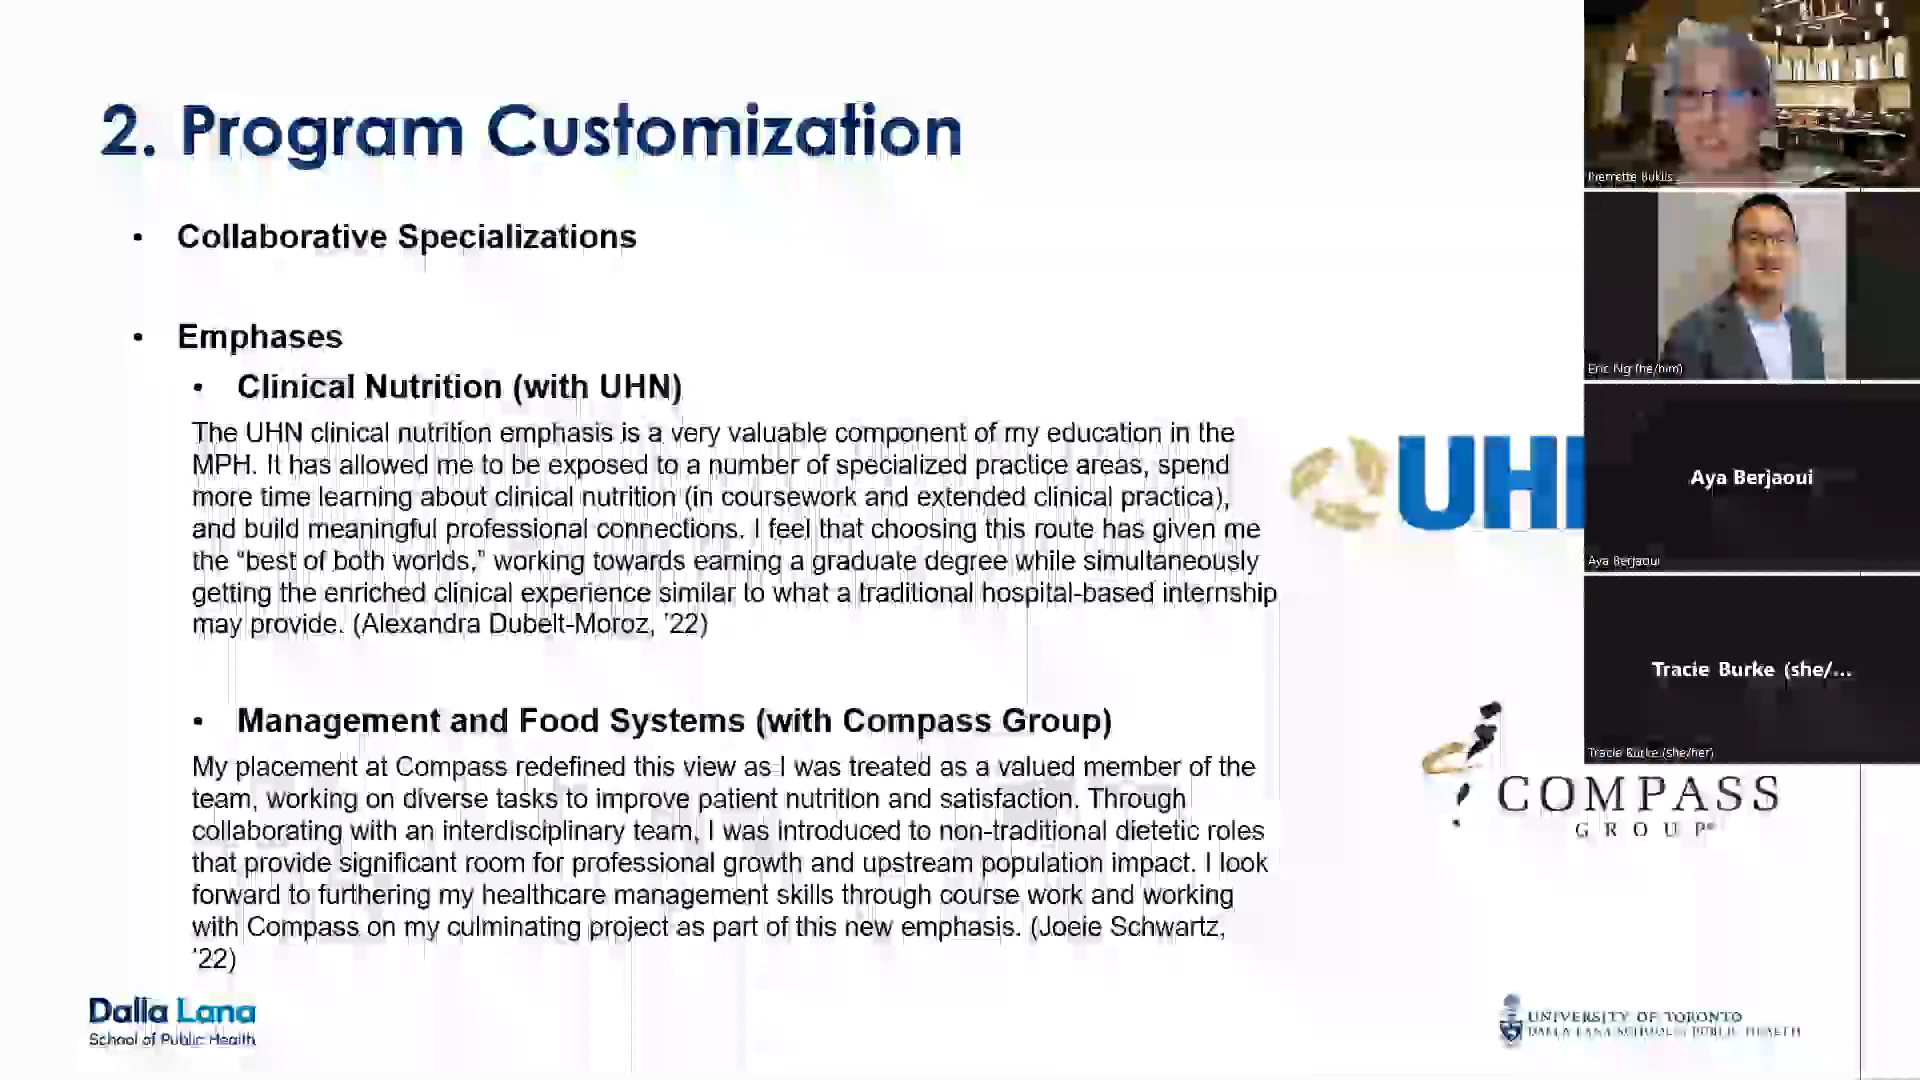 2. Program Customization
• Collaborative Specializations
• Emphases
• Clinical Nutrition (with UHN)
The UHN clinical nutrition emphasis is a very valuable component of my education in the
MPH. It has allowed me to be exposed to a number of specialized practice areas, spend
more time learning about clinical nutrition (in coursework and extended clinical practica),
and build meaningful professional connections. I feel that choosing this route has given me
the “best of both worlds,” working towards earning a graduate degree while simultaneously
getting the enriched clinical experience similar to what a traditional hospital-based internship
may provide. (Alexandra Dubelt-Moroz, ’22)
• Management and Food Systems (with Compass Group)
My placement at Compass redefined this view as I was treated as a valued member of the
team, working on diverse tasks to improve patient nutrition and satisfaction. Through
collaborating with an interdisciplinary team, I was introduced to non-traditional dietetic roles
that provide significant room for professional growth and upstream population impact. I look
forward to furthering my healthcare management skills through course work and working
with Compass on my culminating project as part of this new emphasis. (Joeie Schwartz,
’22)
UH
COMPASS
GROUP
Eric Ng (he/him)
Aya Berjaoui
Aya Berjaoui
Tracie Burke (she/...
Tracie Burke (she/her)
Dalla Lana
School of Public Health
UNIVERSITY OF TORONTO
DALLA LANA SCHOOL OF PUBLIC HEALTH